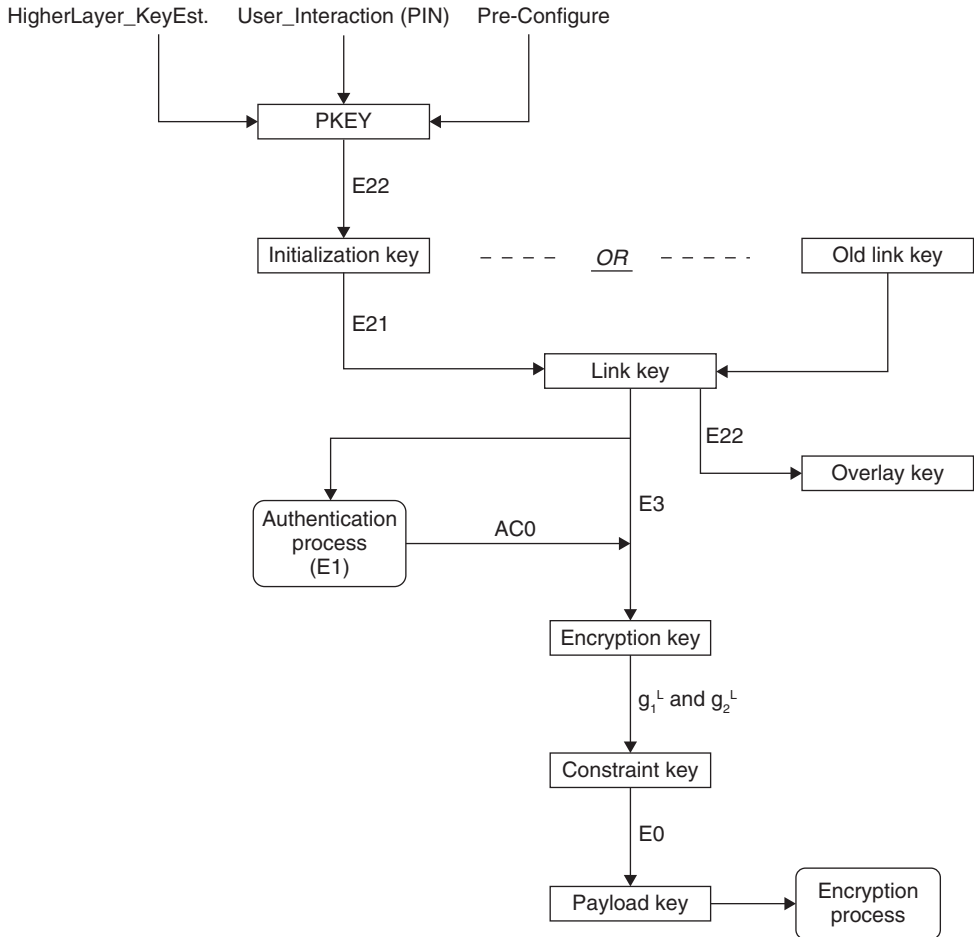 HigherLayer_KeyEst.
User_Interaction (PIN)
Pre-Configure
PKEY
E22
Initialization key
OR
Old link key
E21
Link key
E22
Overlay key
E3
Authentication
process
(E1)
AC0
Encryption key
g₁ᴸ and g₂ᴸ
Constraint key
E0
Payload key
Encryption
process